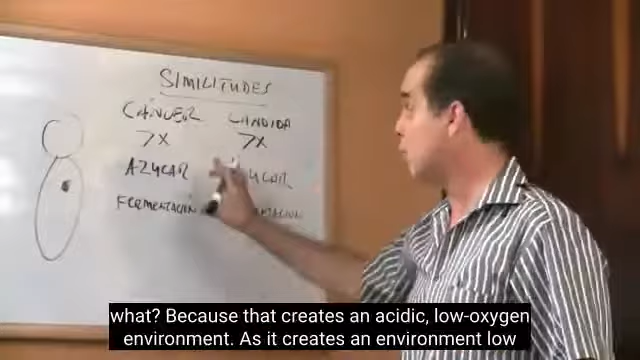 SIMILITUDES
CÁNCER CANDIDA
7X 7X
AZUCAR
FERMENTACIÓN
what? Because that creates an acidic, low-oxygen
environment. As it creates an environment low